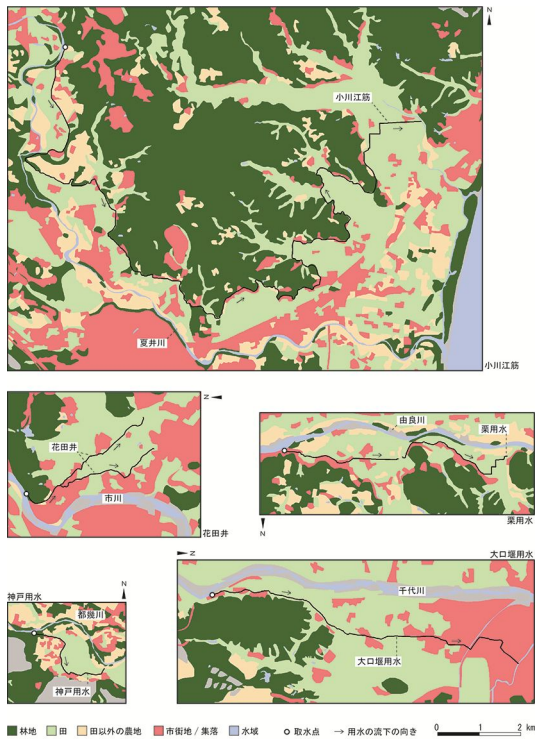 N
小川江筋
夏井川
小川江筋
N
花田井
市川
花田井
由良川
栗用水
N
栗用水
神戸用水
N
都幾川
神戸用水
N
大口堰用水
千代川
大口堰用水
林地 田 田以外の農地 市街地 / 集落 水域 取水点 用水の流下の向き 0 1 2 km